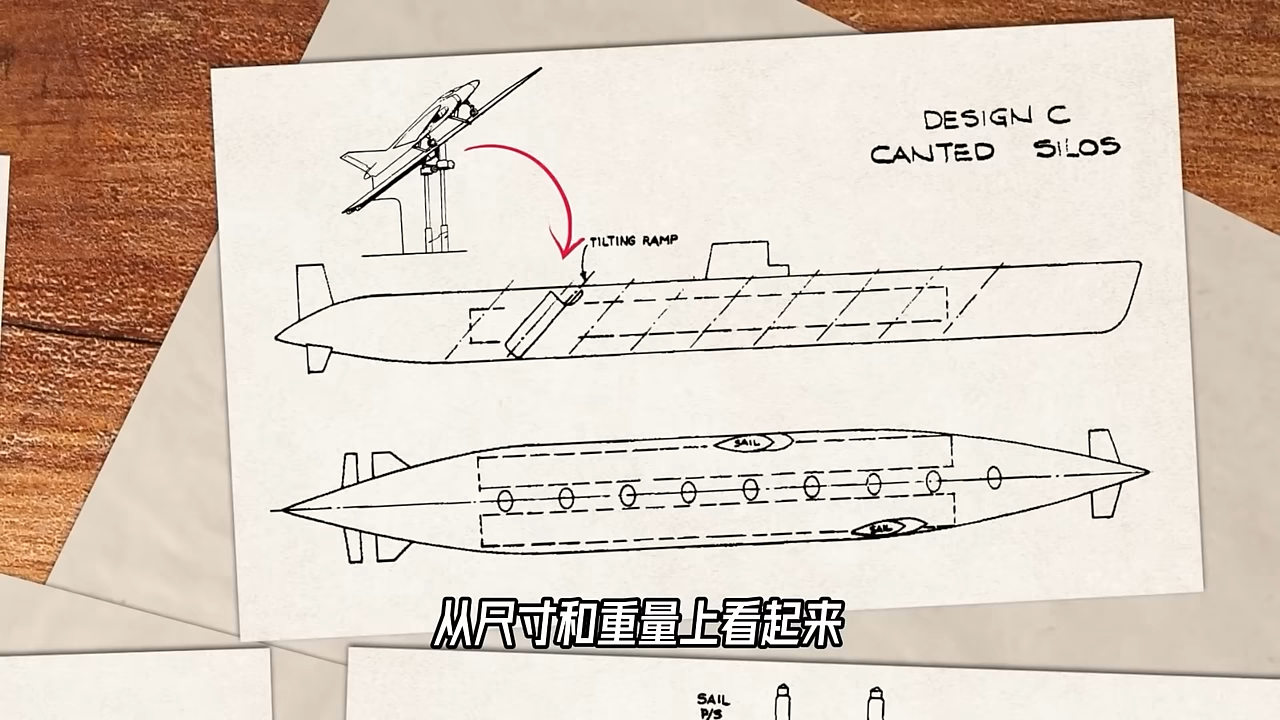 DESIGN C
CANTED SILOS
TILTING RAMP
SAIL
SAIL
从尺寸和重量上看起来
SAIL
P/S